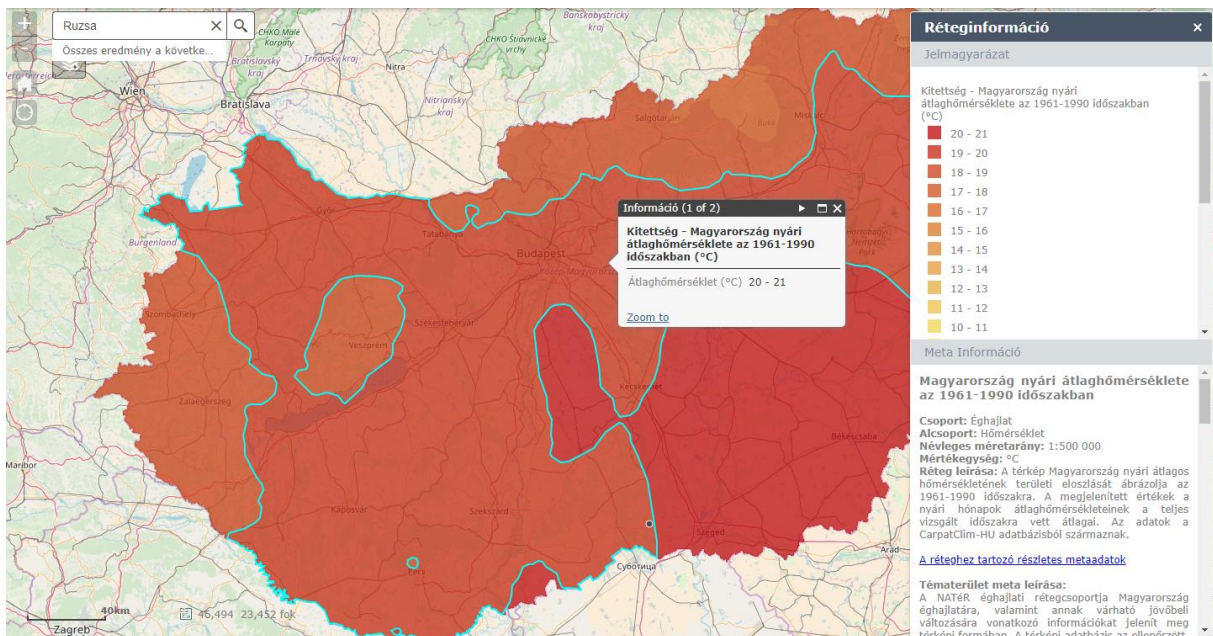 Ruzsa
Összes eredmény a követke...
CHKO Malé Karpaty
CHKO Štiavnické vrchy
Banskobystrický kraj
Bratislavský kraj
Trnavský kraj
Nitra
Nitriansky kraj
Wien
Bratislava
Salgótarján
Bükk
Miskolc
Burgenland
Győr
Tatabánya
Budapest
Közép-Magyarország
Hortobágyi Nemzeti Park
Szombathely
Székesfehérvár
Veszprém
Zalaegerszeg
Kecskemét
Békéscsaba
Maribor
Kaposvár
Szekszárd
Szeged
Pécs
Суботица
Arad
Zagreb
40km
46,494 23,452 fok
Információ (1 of 2)
Kitettség - Magyarország nyári
átlaghőmérséklete az 1961-1990
időszakban (°C)
Átlaghőmérséklet (°C) 20 - 21
Zoom to
Réteginformáció
Jelmagyarázat
Kitettség - Magyarország nyári
átlaghőmérséklete az 1961-1990 időszakban
(°C)
20 - 21
19 - 20
18 - 19
17 - 18
16 - 17
15 - 16
14 - 15
13 - 14
12 - 13
11 - 12
10 - 11
Meta Információ
Magyarország nyári átlaghőmérséklete
az 1961-1990 időszakban
Csoport: Éghajlat
Alcsoport: Hőmérséklet
Névleges méretarány: 1:500 000
Mértékegység: °C
Réteg leírása: A térkép Magyarország nyári átlagos
hőmérsékletének területi eloszlását ábrázolja az
1961-1990 időszakra. A megjelenített értékek a
nyári hónapok átlaghőmérsékleteinek a teljes
vizsgált időszakra vett átlagai. Az adatok a
CarpatClim-HU adatbázisból származnak.
A réteghez tartozó részletes metaadatok
Tématerület meta leírása:
A NATéR éghajlati rétegcsoportja Magyarország
éghajlatára, valamint annak várható jövőbeli
változására vonatkozó információkat jelenít meg
térképi formában. A térképi adatbázis az ellenőrzött,